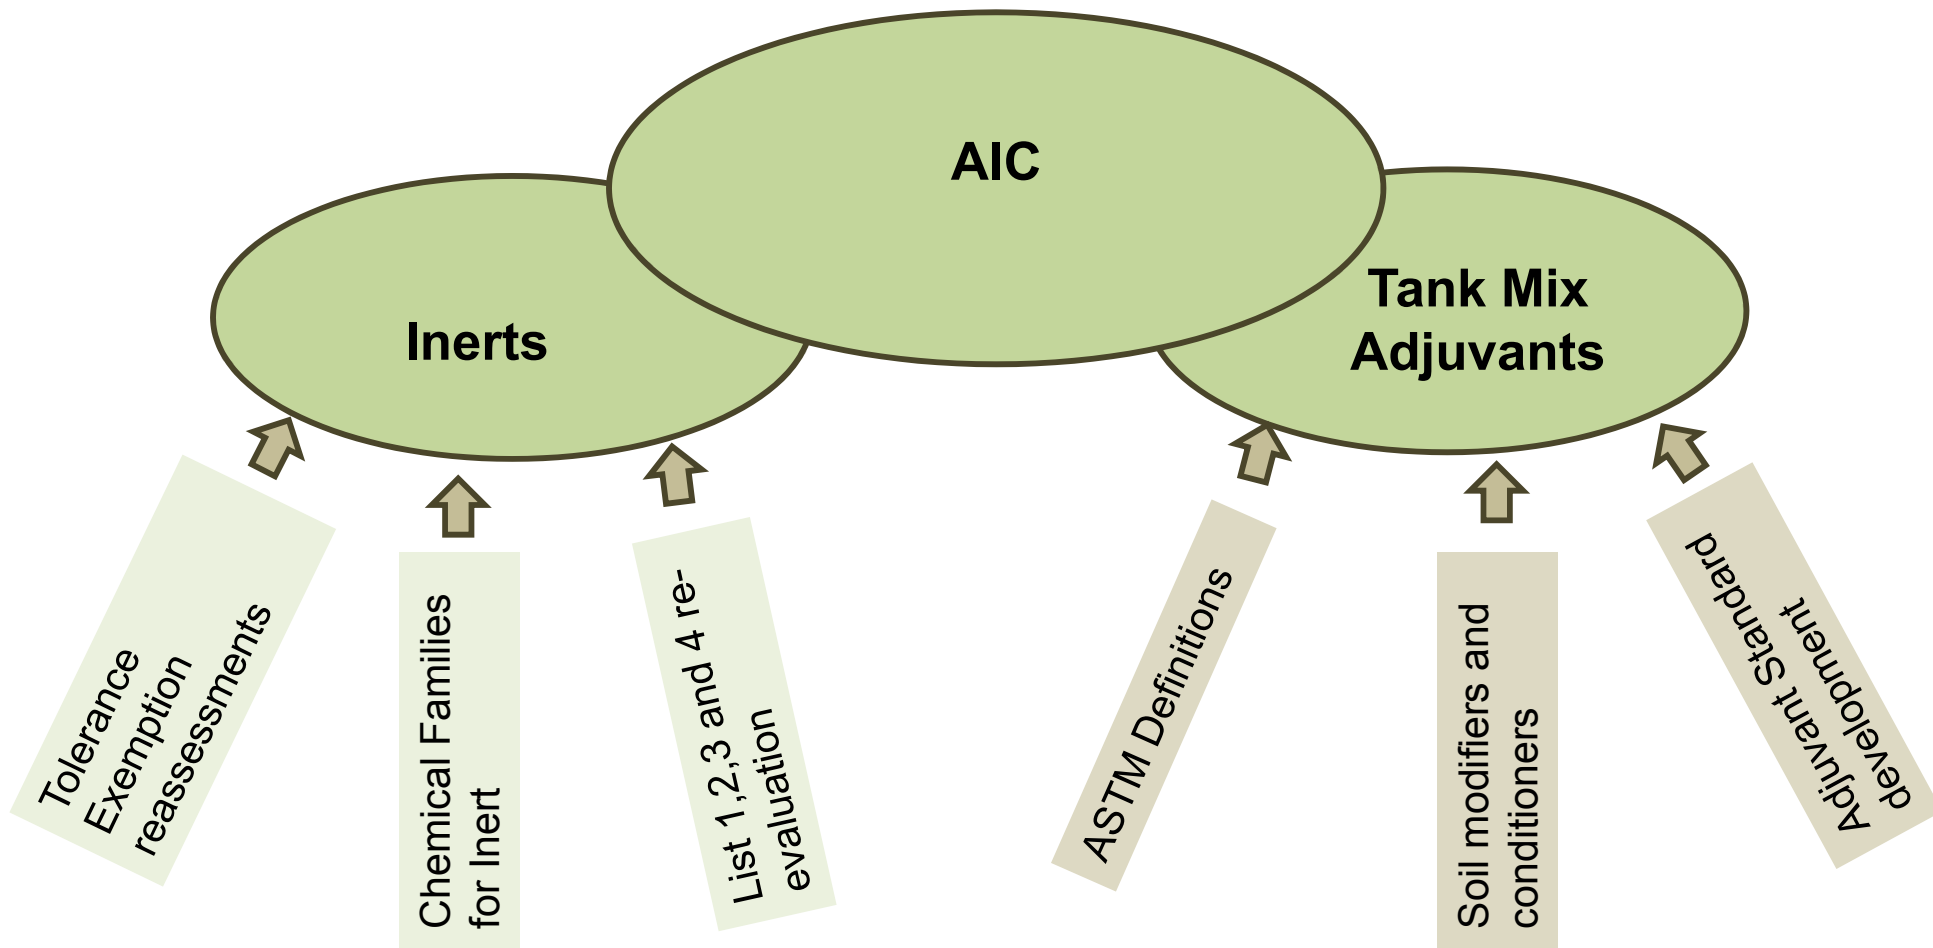 AIC
Inerts
Tank Mix
Adjuvants
Tolerance
Exemption
reassessments
Chemical Families
for Inert
List 1,2,3 and 4 re-
evaluation
ASTM Definitions
Soil modifiers and
conditioners
Adjuvant Standard
development